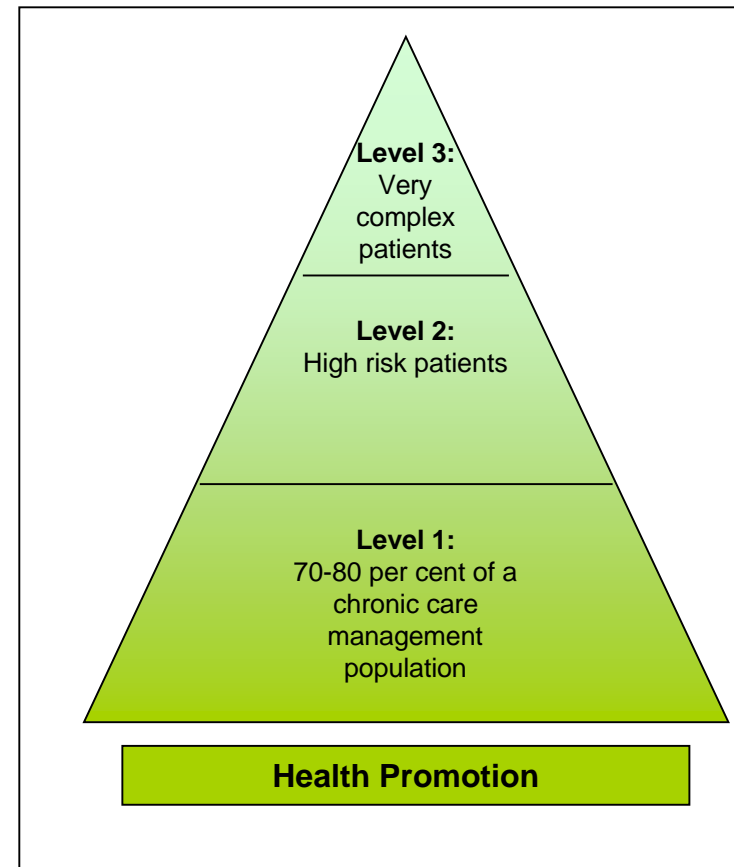 Level 3:
Very
complex
patients
Level 2:
High risk patients
Level 1:
70-80 per cent of a
chronic care
management
population
Health Promotion